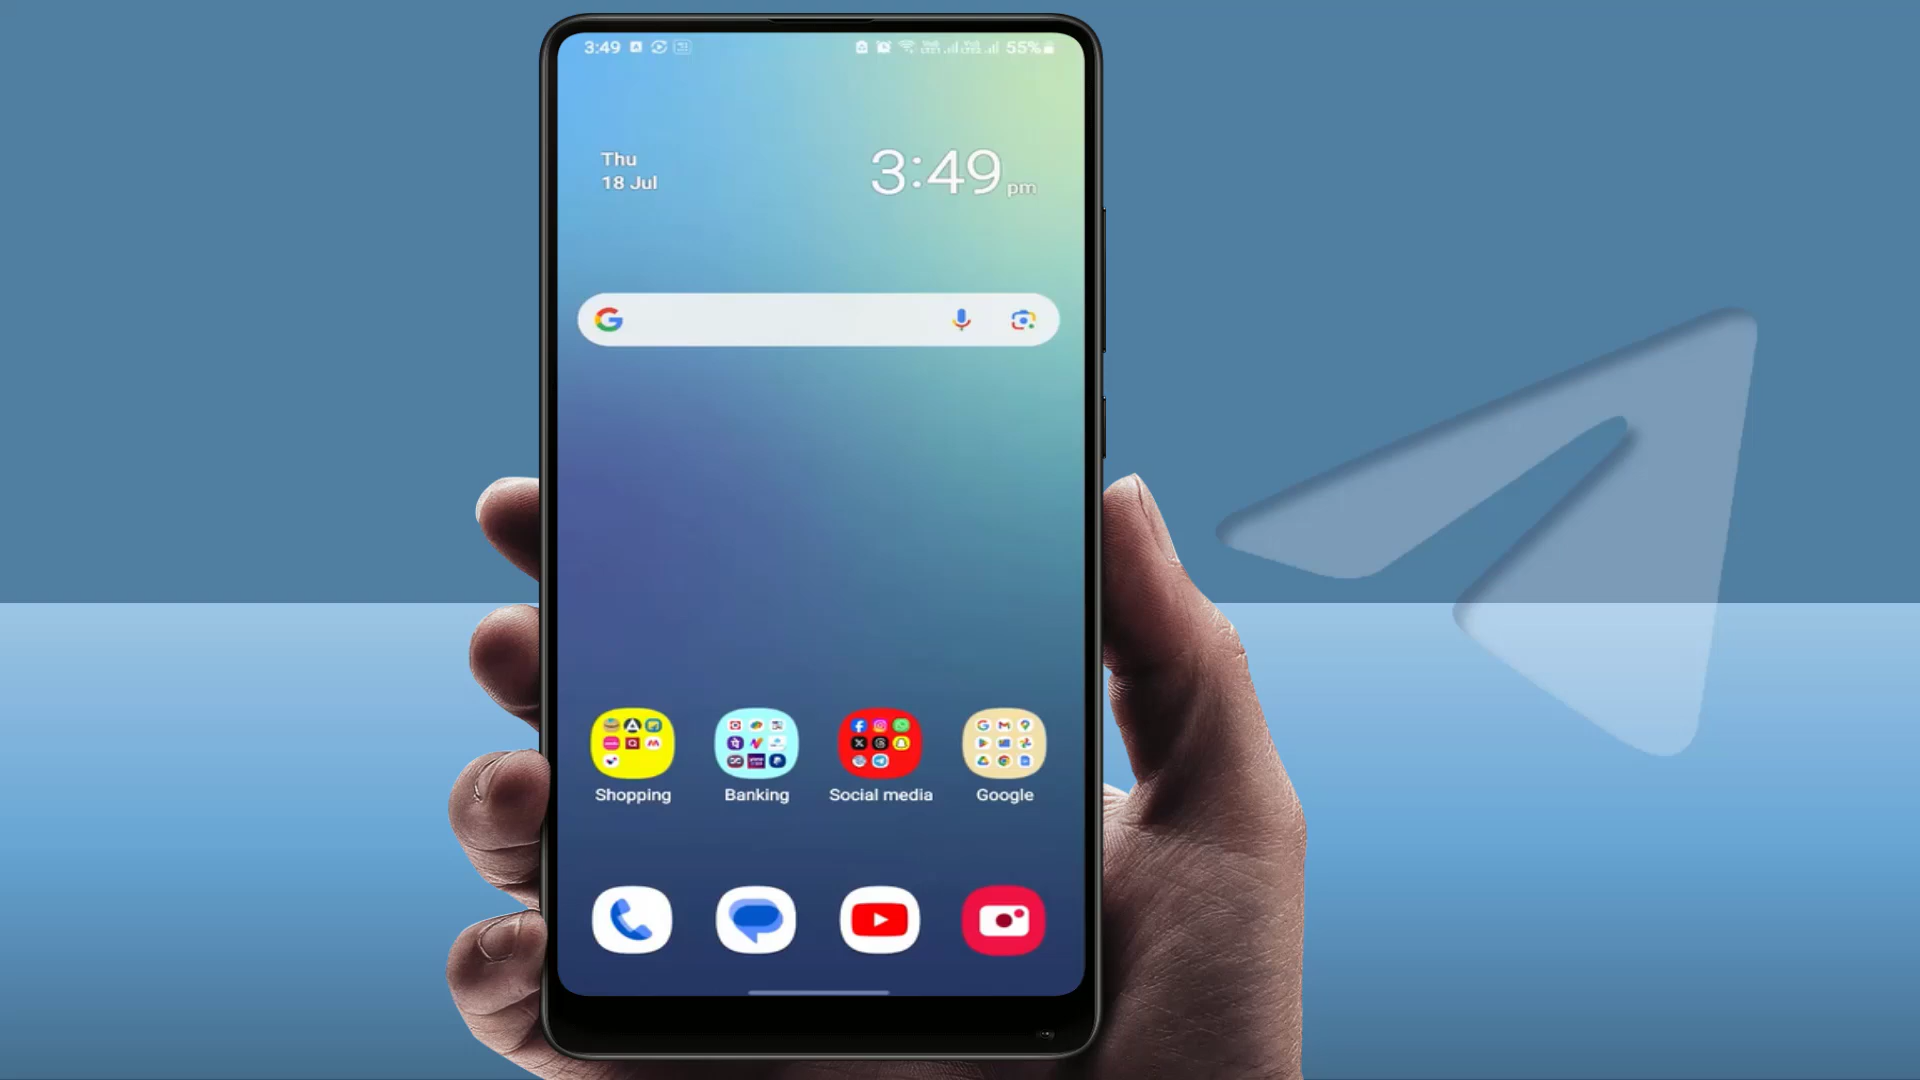 3:49
55%
Thu
18 Jul
3:49 pm
Shopping
Banking
Social media
Google